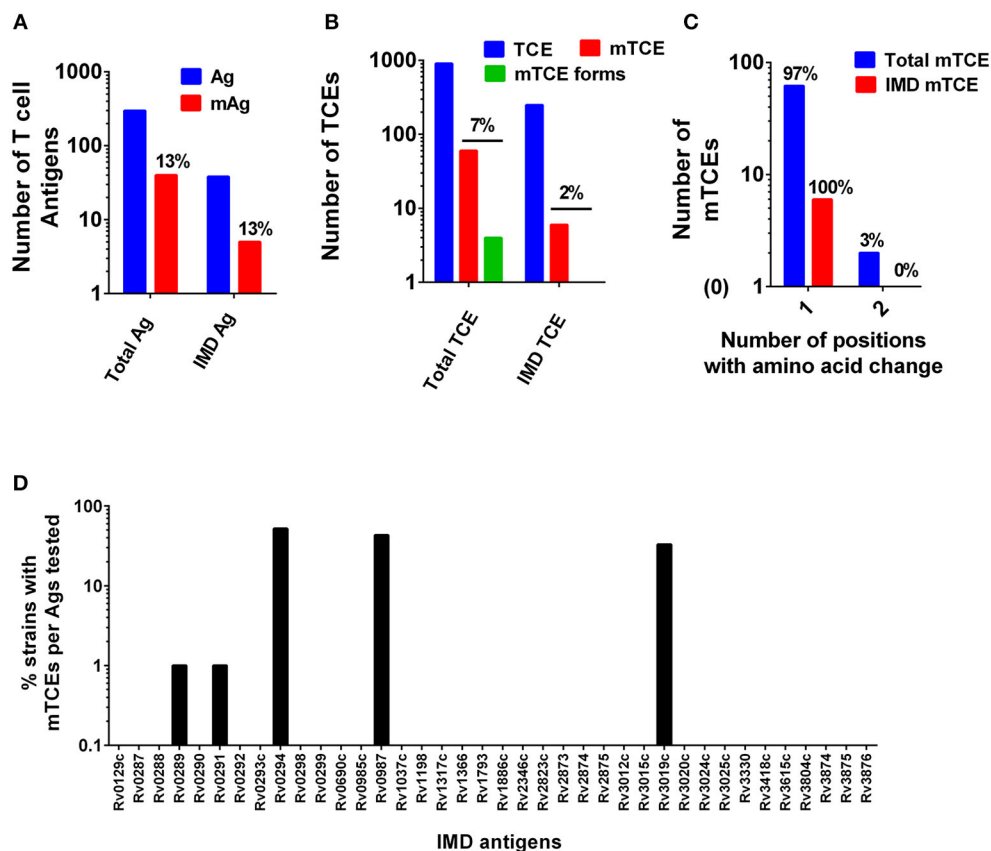 A
Number of T cell
Antigens
1000
100
10
1
Ag
mAg
13%
13%
Total Ag
IMD Ag
B
Number of TCEs
1000
100
10
1
TCE
mTCE
mTCE forms
7%
2%
Total TCE
IMD TCE
C
Number of
mTCEs
100
10
1
(0)
Total mTCE
IMD mTCE
97%
100%
3%
0%
1
2
Number of positions
with amino acid change
D
% strains with
mTCEs per Ags tested
100
10
1
0.1
Rv0129c
Rv0287
Rv0288
Rv0289
Rv0290
Rv0291
Rv0292
Rv0293c
Rv0294
Rv0298
Rv0299
Rv0690c
Rv0985c
Rv0987
Rv1037c
Rv1198
Rv1317c
Rv1366
Rv1793
Rv1886c
Rv2346c
Rv2823c
Rv2873
Rv2874
Rv2875
Rv3012c
Rv3015c
Rv3019c
Rv3020c
Rv3024c
Rv3025c
Rv3330
Rv3418c
Rv3615c
Rv3804c
Rv3874
Rv3875
Rv3876
IMD antigens